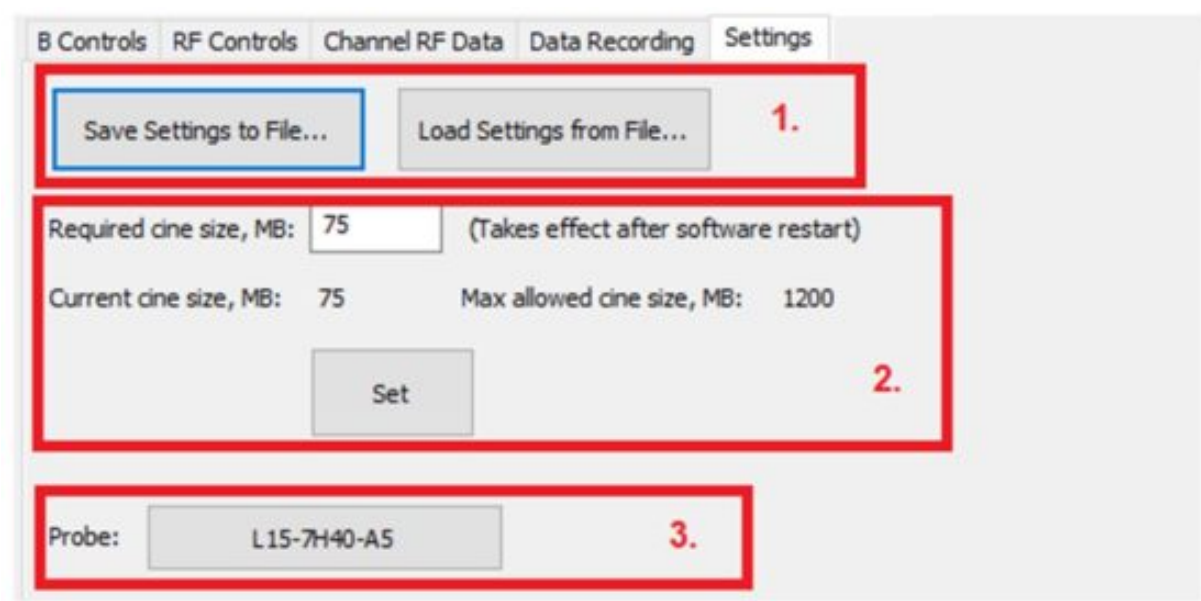 B Controls RF Controls Channel RF Data Data Recording Settings
Save Settings to File... Load Settings from File... 1.
Required cine size, MB: 75 (Takes effect after software restart)
Current cine size, MB: 75 Max allowed cine size, MB: 1200
Set 2.
Probe: L15-7H40-A5 3.